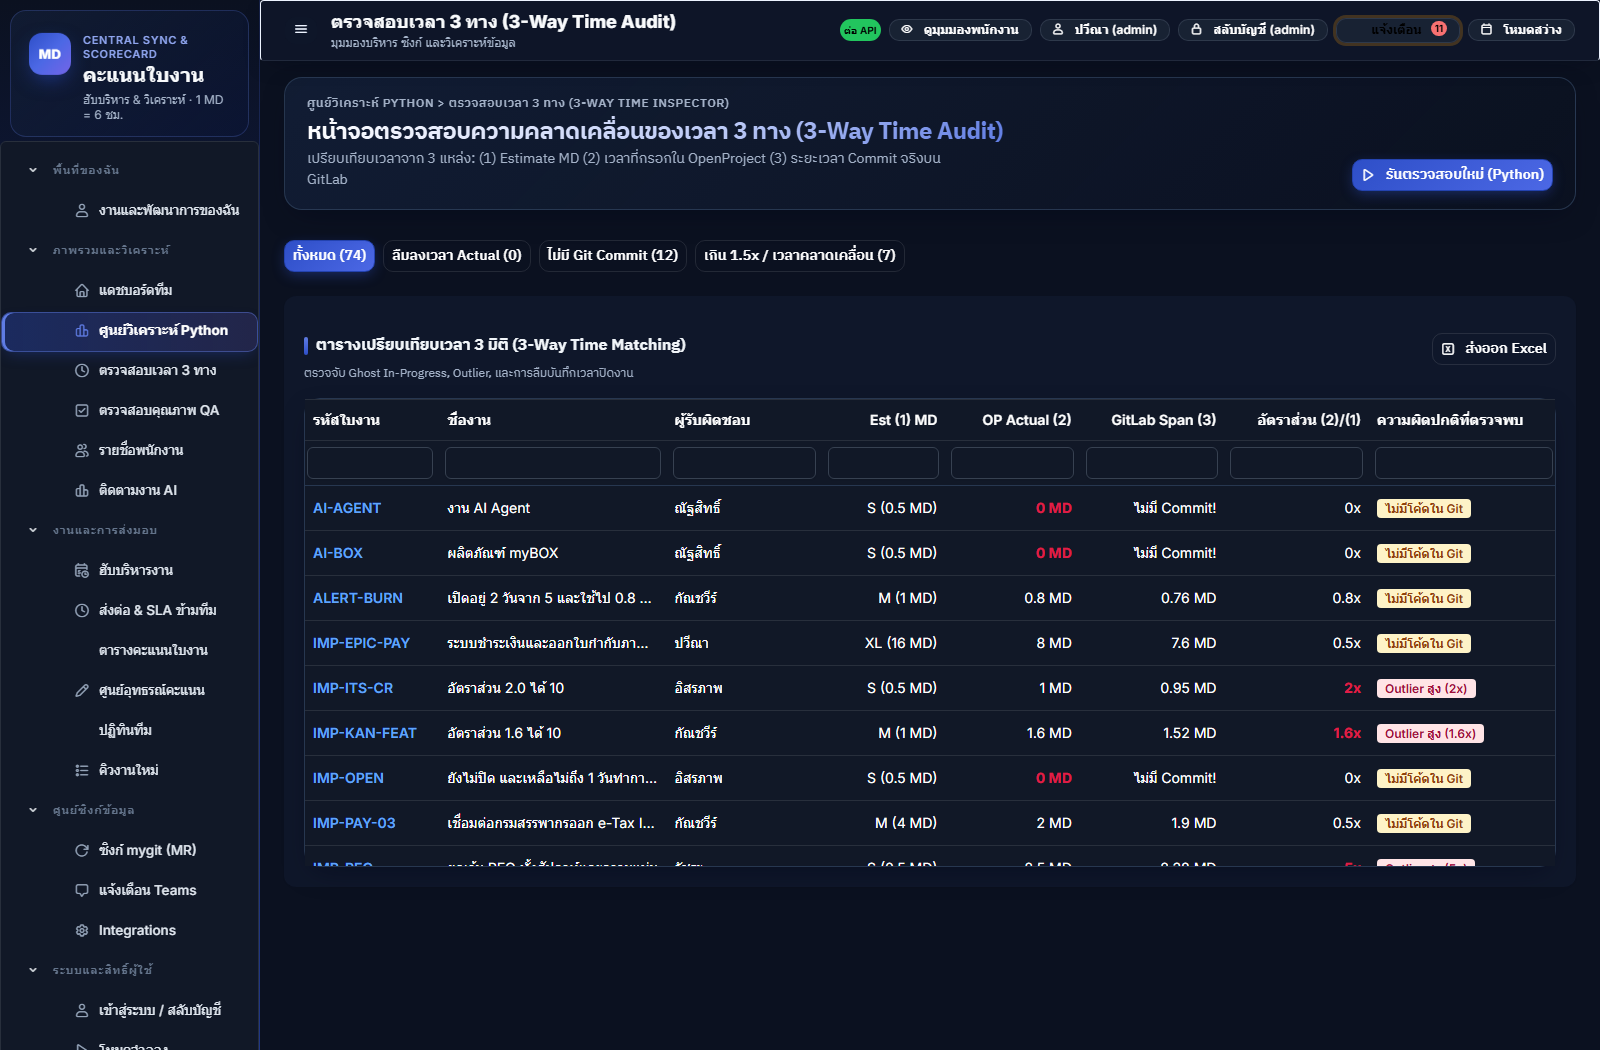 MD
CENTRAL SYNC &
SCORECARD
คะแนนใบงาน
ฮับบริหาร & วิเคราะห์ · 1 MD
= 6 ชม.
พื้นที่ของฉัน
งานและพัฒนาการของฉัน
ภาพรวมและวิเคราะห์
แดชบอร์ดทีม
ศูนย์วิเคราะห์ Python
ตรวจสอบเวลา 3 ทาง
ตรวจสอบคุณภาพ QA
รายชื่อพนักงาน
ติดตามงาน AI
งานและการส่งมอบ
ฮับบริหารงาน
ส่งต่อ & SLA ข้ามทีม
ตารางคะแนนใบงาน
ศูนย์อุทธรณ์คะแนน
ปฏิทินทีม
คิวงานใหม่
ศูนย์ซิงก์ข้อมูล
ซิงก์ mygit (MR)
แจ้งเตือน Teams
Integrations
ระบบและสิทธิ์ผู้ใช้
เข้าสู่ระบบ / สลับบัญชี
ตรวจสอบเวลา 3 ทาง (3-Way Time Audit)
มุมมองบริหาร ซิงก์ และวิเคราะห์ข้อมูล
ต่อ API
ดูมุมมองพนักงาน
ปวีณา (admin)
สลับบัญชี (admin)
แจ้งเตือน 11
โหมดสว่าง
ศูนย์วิเคราะห์ PYTHON > ตรวจสอบเวลา 3 ทาง (3-WAY TIME INSPECTOR)
หน้าจอตรวจสอบความคลาดเคลื่อนของเวลา 3 ทาง (3-Way Time Audit)
เปรียบเทียบเวลาจาก 3 แหล่ง: (1) Estimate MD (2) เวลาที่กรอกใน OpenProject (3) ระยะเวลา Commit จริงบน
GitLab
รันตรวจสอบใหม่ (Python)
ทั้งหมด (74)
ลืมลงเวลา Actual (0)
ไม่มี Git Commit (12)
เกิน 1.5x / เวลาคลาดเคลื่อน (7)
ตารางเปรียบเทียบเวลา 3 มิติ (3-Way Time Matching)
ตรวจจับ Ghost In-Progress, Outlier, และการลืมบันทึกเวลาปิดงาน
ส่งออก Excel
รหัสใบงาน ชื่องาน ผู้รับผิดชอบ Est (1) MD OP Actual (2) GitLab Span (3) อัตราส่วน (2)/(1) ความผิดปกติที่ตรวจพบ
AI-AGENT งาน AI Agent ณัฐสิทธิ์ S (0.5 MD) 0 MD ไม่มี Commit! 0x ไม่มีโค้ดใน Git
AI-BOX ผลิตภัณฑ์ myBOX ณัฐสิทธิ์ S (0.5 MD) 0 MD ไม่มี Commit! 0x ไม่มีโค้ดใน Git
ALERT-BURN เปิดอยู่ 2 วันจาก 5 และใช้ไป 0.8 ... กัณชวีร์ M (1 MD) 0.8 MD 0.76 MD 0.8x ไม่มีโค้ดใน Git
IMP-EPIC-PAY ระบบชำระเงินและออกใบกำกับภา... ปวีณา XL (16 MD) 8 MD 7.6 MD 0.5x ไม่มีโค้ดใน Git
IMP-ITS-CR อัตราส่วน 2.0 ได้ 10 อิสรภาพ S (0.5 MD) 1 MD 0.95 MD 2x Outlier สูง (2x)
IMP-KAN-FEAT อัตราส่วน 1.6 ได้ 10 กัณชวีร์ M (1 MD) 1.6 MD 1.52 MD 1.6x Outlier สูง (1.6x)
IMP-OPEN ยังไม่ปิด และเหลือไม่ถึง 1 วันทำกา... อิสรภาพ S (0.5 MD) 0 MD ไม่มี Commit! 0x ไม่มีโค้ดใน Git
IMP-PAY-03 เชื่อมต่อกรมสรรพากรออก e-Tax I... กัณชวีร์ M (4 MD) 2 MD 1.9 MD 0.5x ไม่มีโค้ดใน Git